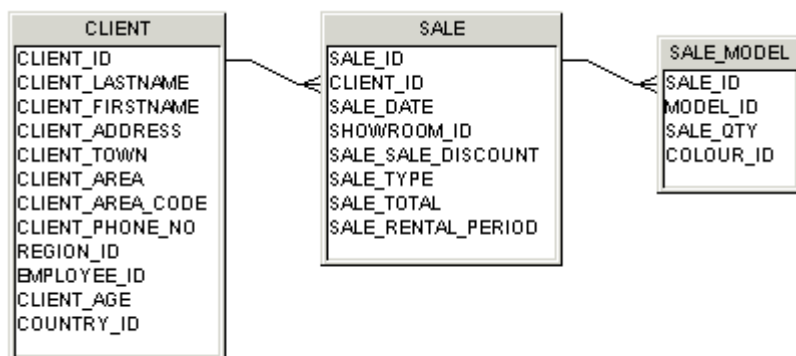 CLIENT
CLIENT_ID
CLIENT_LASTNAME
CLIENT_FIRSTNAME
CLIENT_ADDRESS
CLIENT_TOWN
CLIENT_AREA
CLIENT_AREA_CODE
CLIENT_PHONE_NO
REGION_ID
EMPLOYEE_ID
CLIENT_AGE
COUNTRY_ID
SALE
SALE_ID
CLIENT_ID
SALE_DATE
SHOWROOM_ID
SALE_SALE_DISCOUNT
SALE_TYPE
SALE_TOTAL
SALE_RENTAL_PERIOD
SALE_MODEL
SALE_ID
MODEL_ID
SALE_QTY
COLOUR_ID